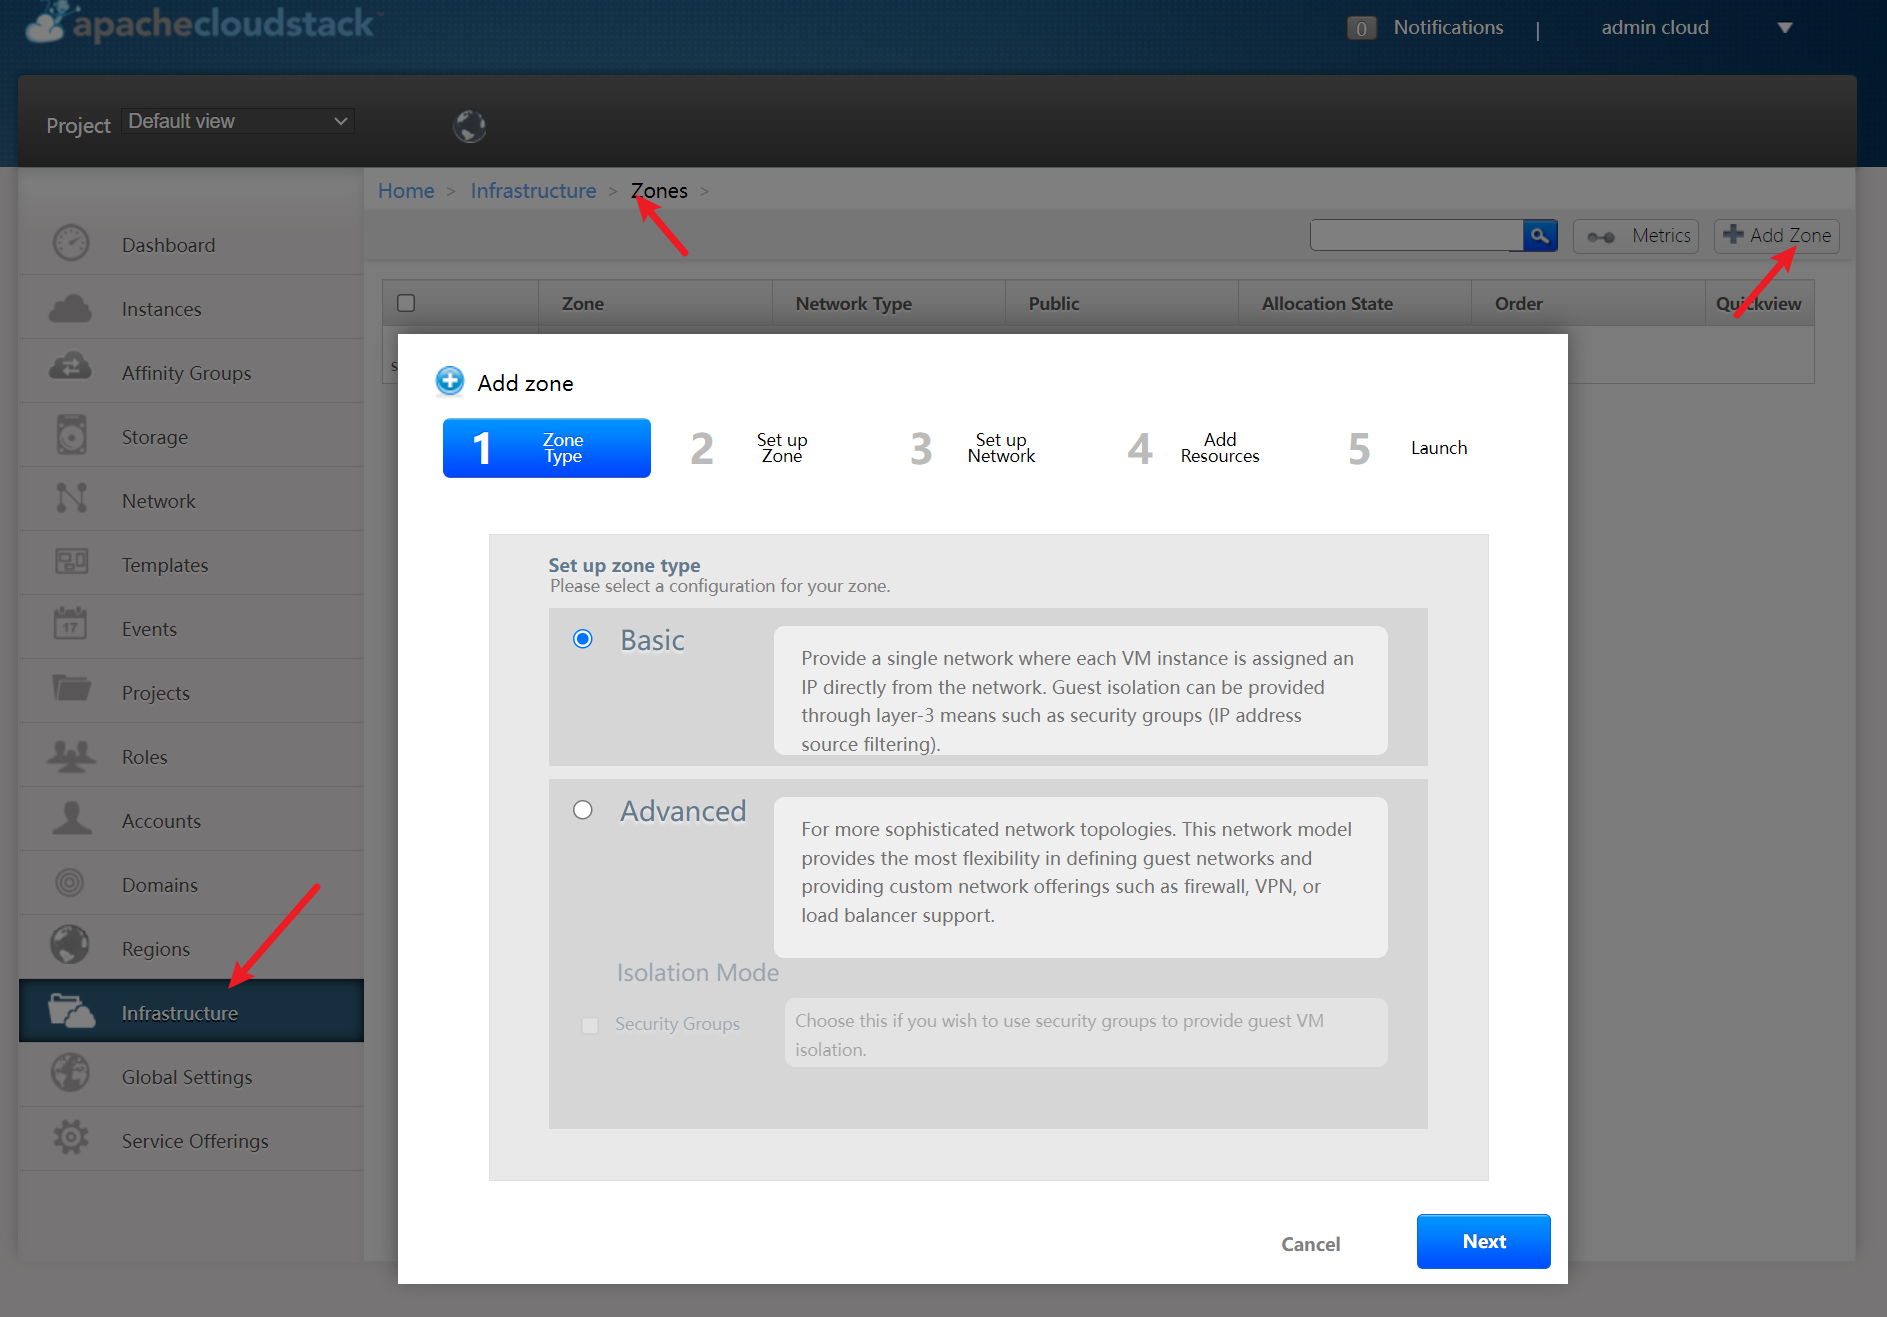 apachecloudstack™
0 Notifications | admin cloud
Project Default view
Home > Infrastructure > Zones >
Metrics
Add Zone
Dashboard
Instances
Affinity Groups
Storage
Network
Templates
17
Events
Projects
Roles
Accounts
Domains
Regions
Infrastructure
Global Settings
Service Offerings
Zone Network Type Public Allocation State Order Quickview
s
Add zone
1 Zone
Type
2 Set up
Zone
3 Set up
Network
4 Add
Resources
5 Launch
Set up zone type
Please select a configuration for your zone.
Basic
Provide a single network where each VM instance is assigned an
IP directly from the network. Guest isolation can be provided
through layer-3 means such as security groups (IP address
source filtering).
Advanced
For more sophisticated network topologies. This network model
provides the most flexibility in defining guest networks and
providing custom network offerings such as firewall, VPN, or
load balancer support.
Isolation Mode
Security Groups
Choose this if you wish to use security groups to provide guest VM
isolation.
Cancel
Next